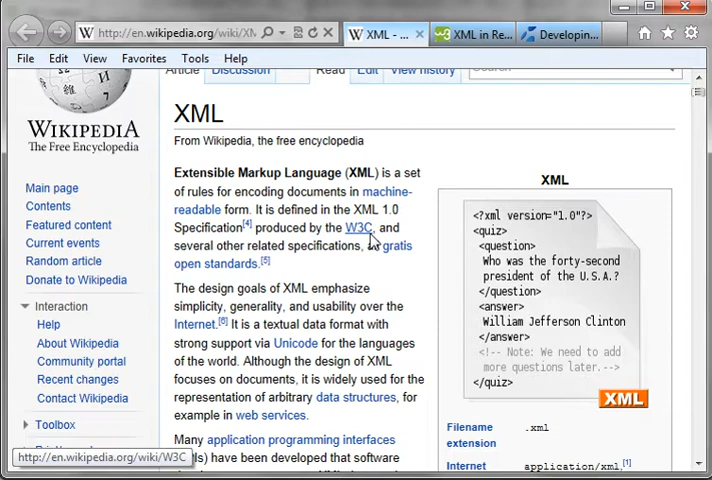 http://en.wikipedia.org/wiki/XM
XML - ...
XML in Re...
Developin...
File Edit View Favorites Tools Help
Article Discussion Read Edit View history
WIKIPEDIA
The Free Encyclopedia
Main page
Contents
Featured content
Current events
Random article
Donate to Wikipedia
Interaction
Help
About Wikipedia
Community portal
Recent changes
Contact Wikipedia
Toolbox
http://en.wikipedia.org/wiki/W3C
XML
From Wikipedia, the free encyclopedia
Extensible Markup Language (XML) is a set
of rules for encoding documents in machine-
readable form. It is defined in the XML 1.0
Specification[4] produced by the W3C, and
several other related specifications, gratis
open standards.[5]
The design goals of XML emphasize
simplicity, generality, and usability over the
Internet.[6] It is a textual data format with
strong support via Unicode for the languages
of the world. Although the design of XML
focuses on documents, it is widely used for the
representation of arbitrary data structures, for
example in web services.
Many application programming interfaces
have been developed that software
XML
<?xml version="1.0"?>
<quiz>
<question>
Who was the forty-second
president of the U.S.A.?
</question>
<answer>
William Jefferson Clinton
</answer>
<!-- Note: We need to add
more questions later.-->
</quiz>
XML
Filename .xml
extension
Internet application/xml,[1]